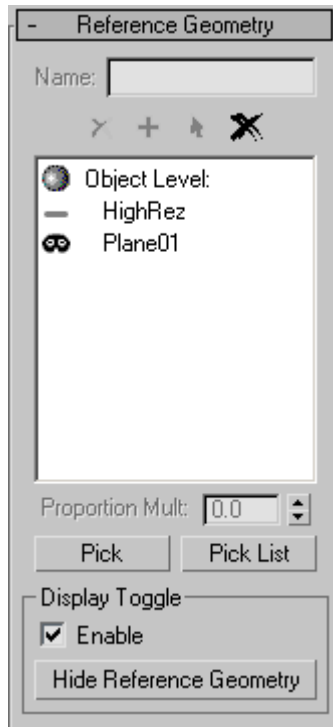 - Reference Geometry
Name:
Object Level:
HighRez
Plane01
Proportion Mult: 0.0
Pick Pick List
Display Toggle
Enable
Hide Reference Geometry